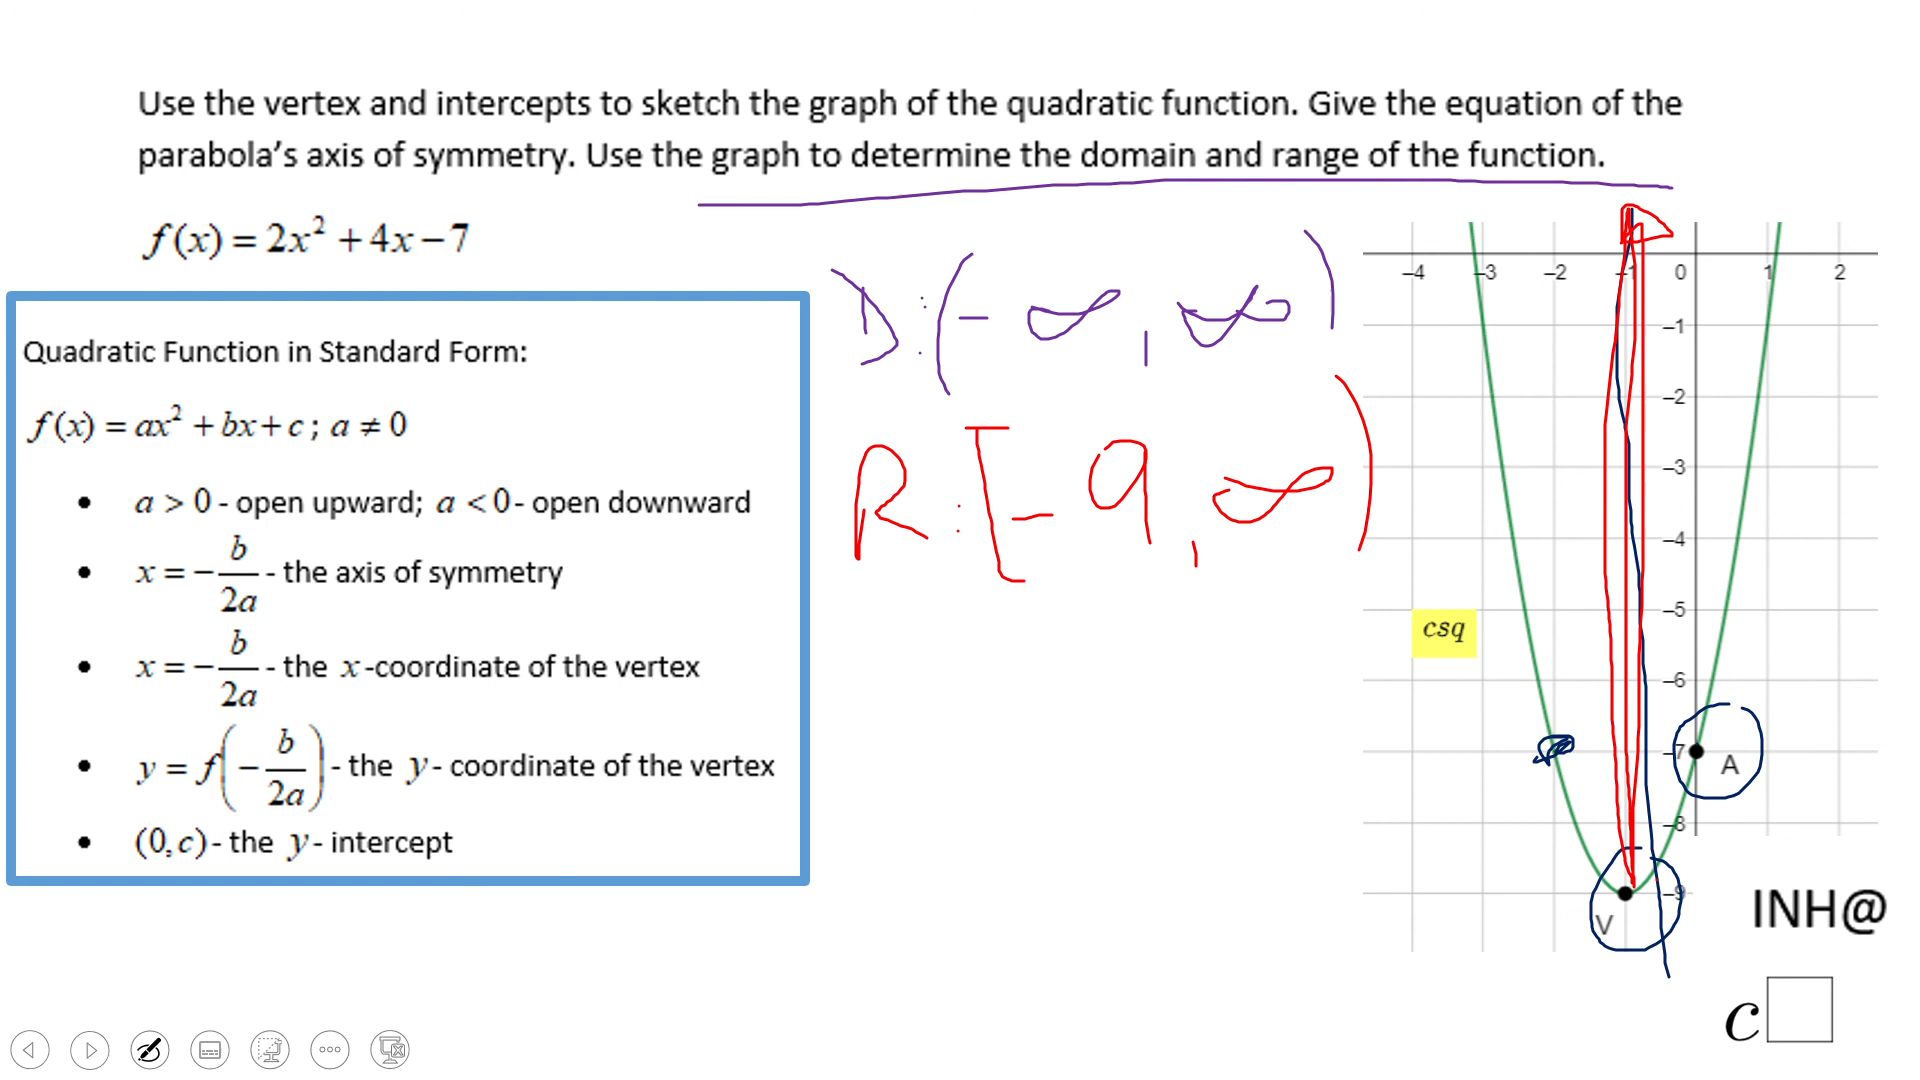 Use the vertex and intercepts to sketch the graph of the quadratic function. Give the equation of the
parabola's axis of symmetry. Use the graph to determine the domain and range of the function.
f(x) = 2x² + 4x − 7
Quadratic Function in Standard Form:
f(x) = ax² + bx + c ; a ≠ 0
• a > 0 - open upward; a < 0 - open downward
• x = −b/2a - the axis of symmetry
• x = −b/2a - the x-coordinate of the vertex
• y = f(−b/2a) - the y- coordinate of the vertex
• (0, c) - the y- intercept
D: (−∞, ∞)
R: [−9, ∞)
−4 −3 −2 −1 0 1 2
−1
−2
−3
−4
−5
csq
−6
−7
A
−8
−9
V
INH@
c